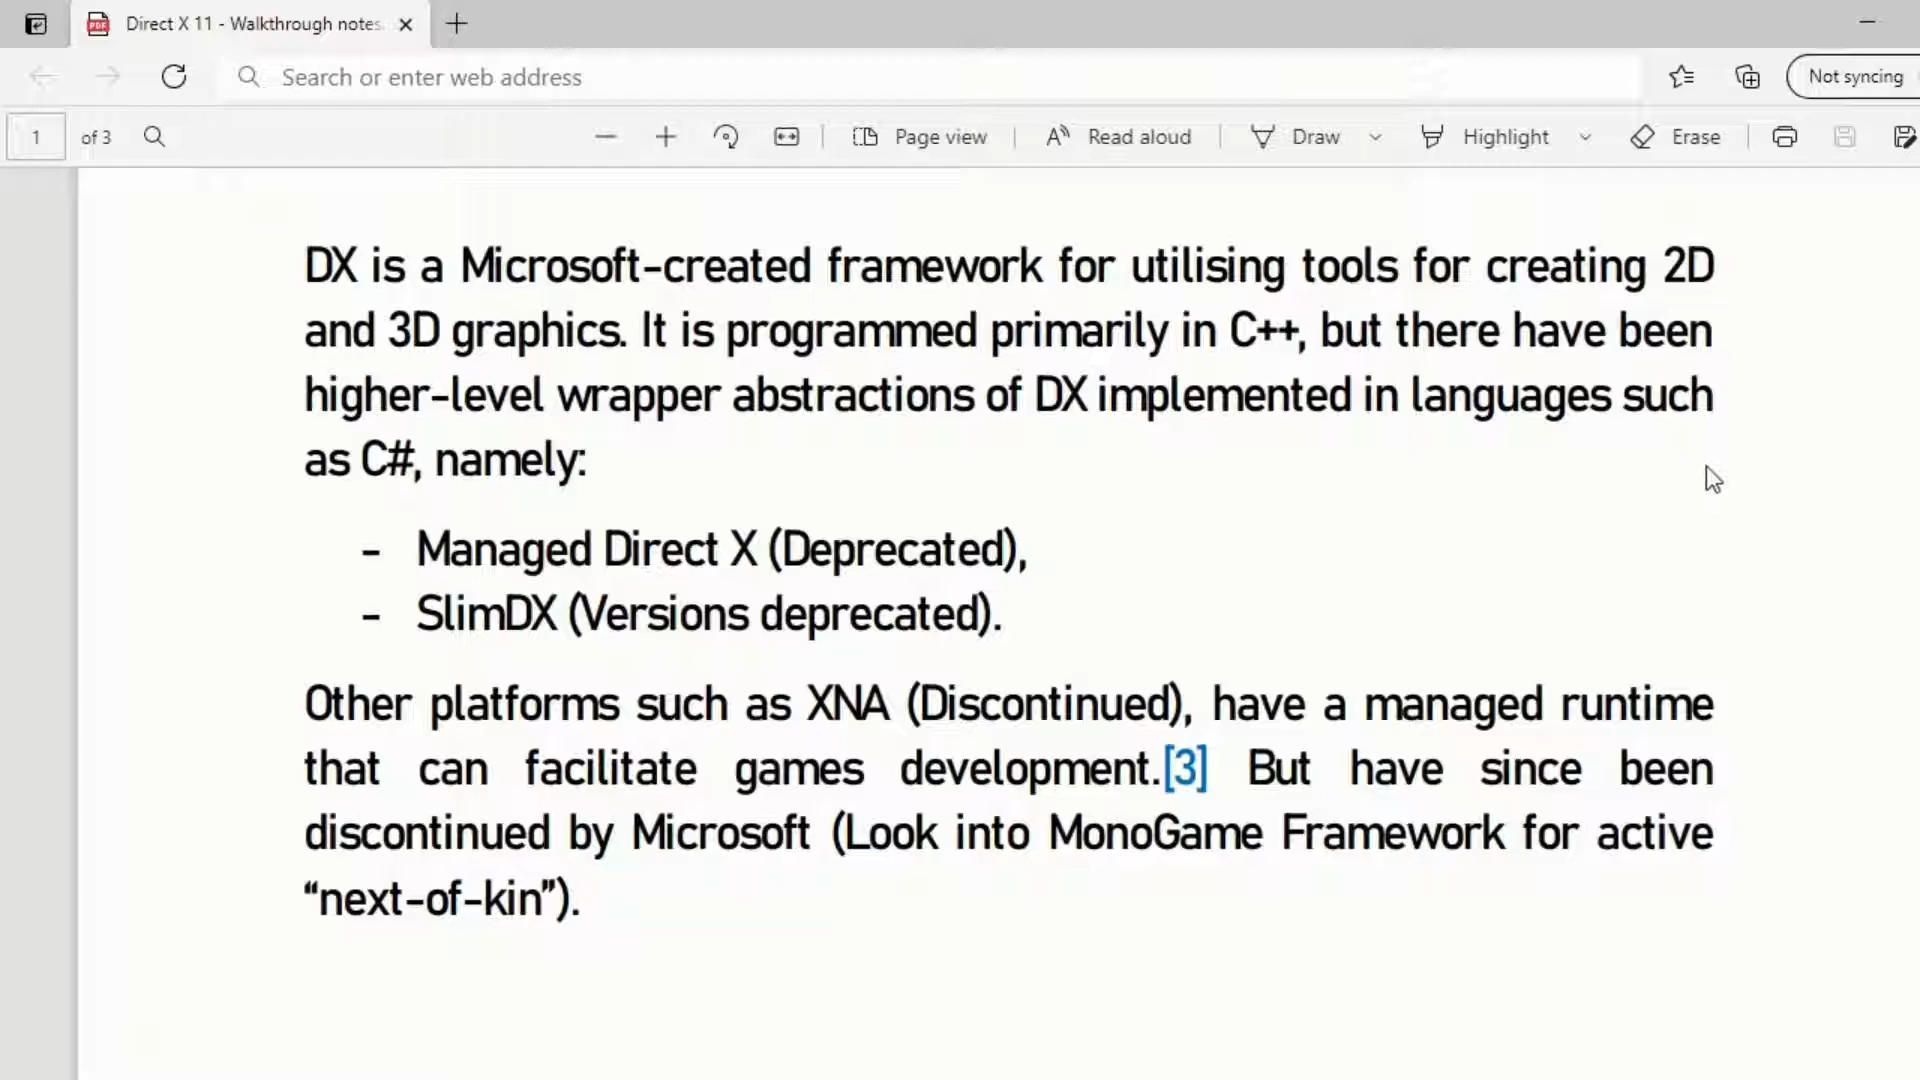 Direct X 11 - Walkthrough notes
Search or enter web address
Not syncing
1 of 3
Page view
Read aloud
Draw
Highlight
Erase
DX is a Microsoft-created framework for utilising tools for creating 2D
and 3D graphics. It is programmed primarily in C++, but there have been
higher-level wrapper abstractions of DX implemented in languages such
as C#, namely:
- Managed Direct X (Deprecated),
- SlimDX (Versions deprecated).
Other platforms such as XNA (Discontinued), have a managed runtime
that can facilitate games development.[3] But have since been
discontinued by Microsoft (Look into MonoGame Framework for active
“next-of-kin”).